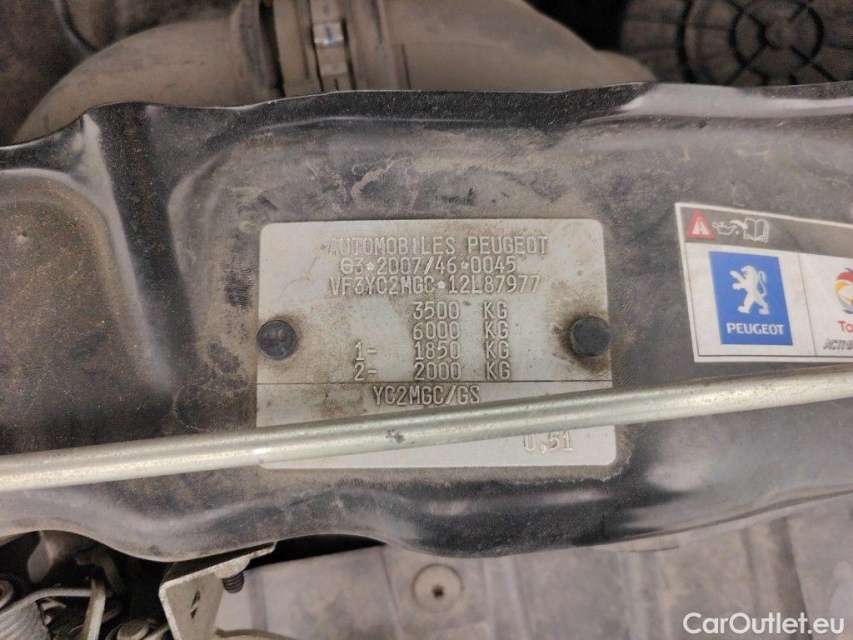 AUTOMOBILES PEUGEOT
e3*2007/46*0045
VF3YC2MGC*12L87977
3500 KG
6000 KG
1- 1850 KG
2- 2000 KG
YC2MGC/GS
0,51
PEUGEOT
CarOutlet.eu